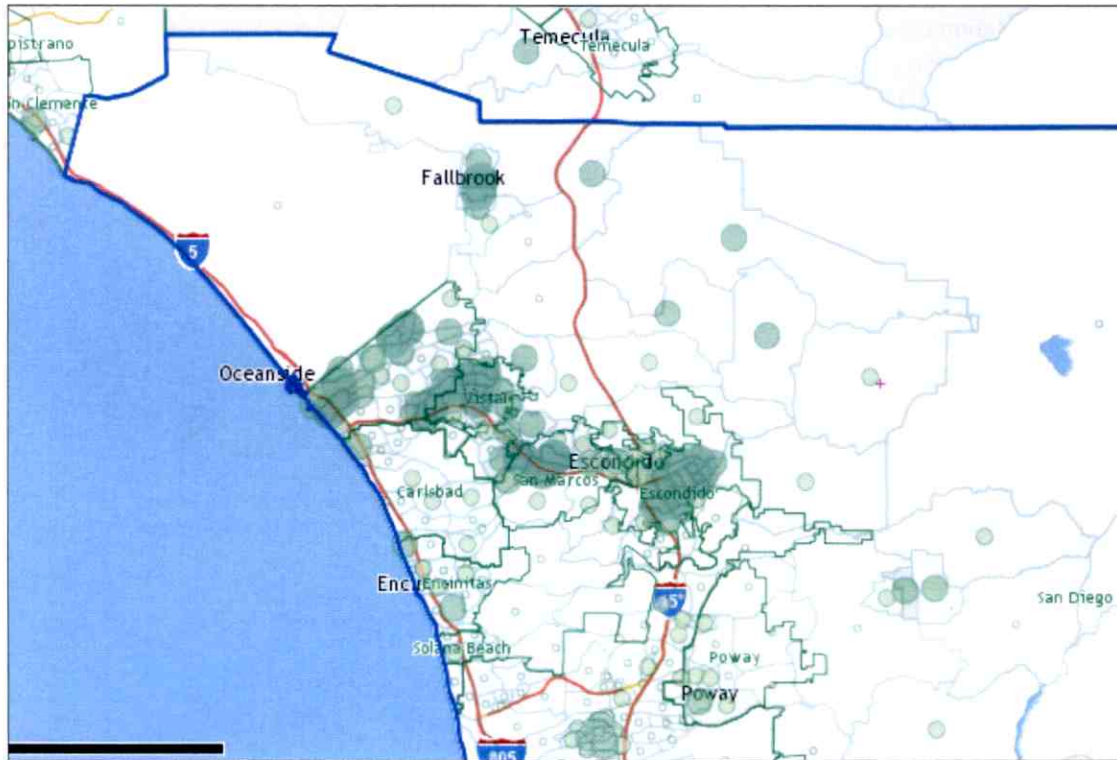 Temecula
Temecula
pistrano
n Clemente
Fallbrook
5
Oceanside
Vista
Escondido
San Marcos
Escondido
Carlsbad
Enci
Encinitas
15
San Diego
Solana Beach
Poway
Poway
805